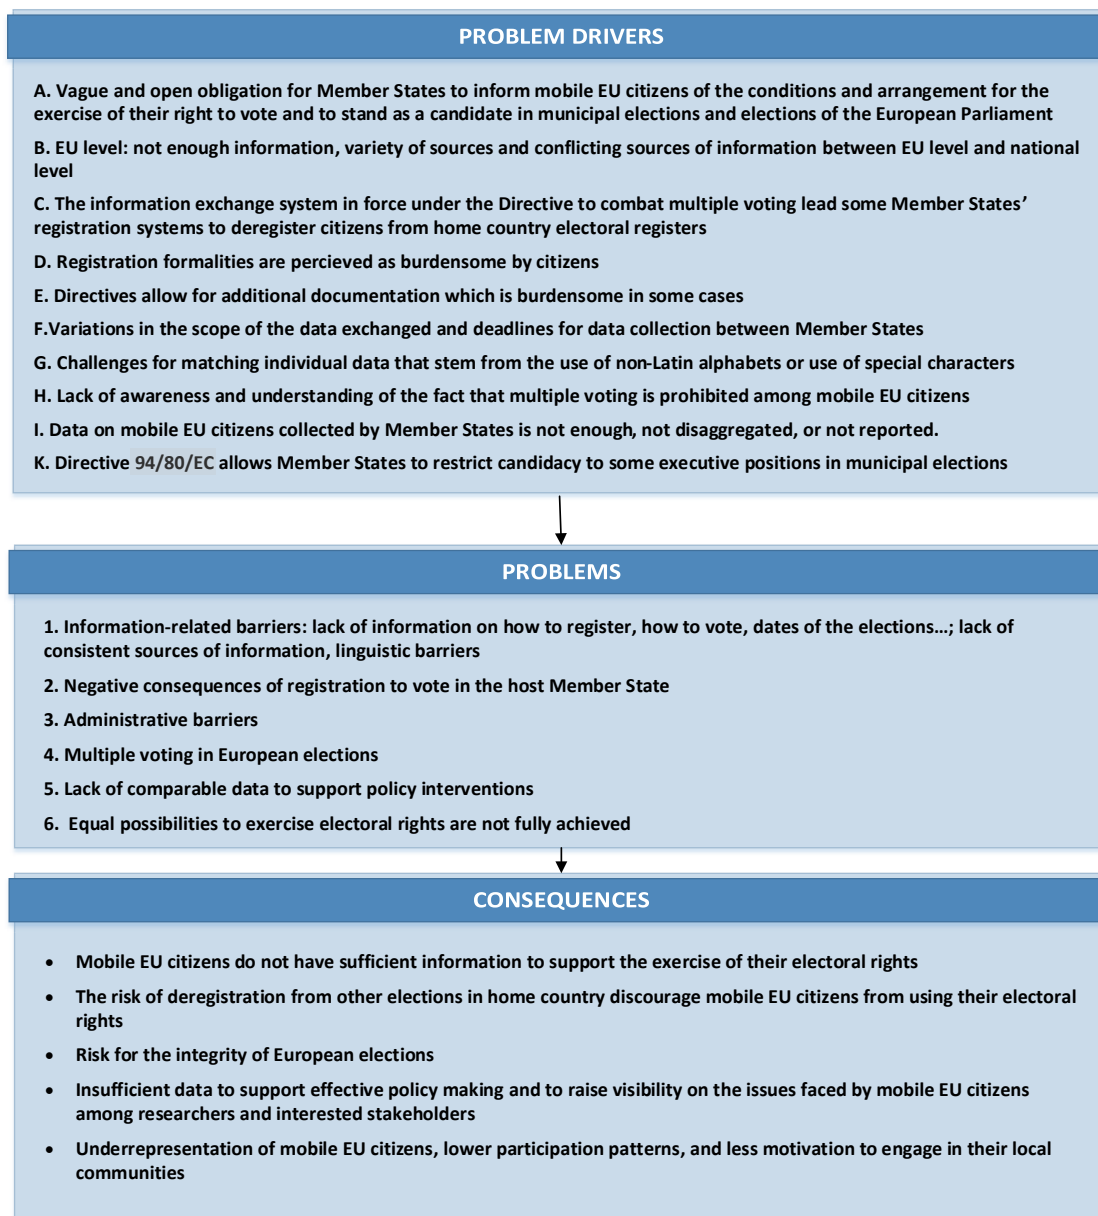 PROBLEM DRIVERS
A. Vague and open obligation for Member States to inform mobile EU citizens of the conditions and arrangement for the
exercise of their right to vote and to stand as a candidate in municipal elections and elections of the European Parliament
B. EU level: not enough information, variety of sources and conflicting sources of information between EU level and national
level
C. The information exchange system in force under the Directive to combat multiple voting lead some Member States’
registration systems to deregister citizens from home country electoral registers
D. Registration formalities are percieved as burdensome by citizens
E. Directives allow for additional documentation which is burdensome in some cases
F.Variations in the scope of the data exchanged and deadlines for data collection between Member States
G. Challenges for matching individual data that stem from the use of non-Latin alphabets or use of special characters
H. Lack of awareness and understanding of the fact that multiple voting is prohibited among mobile EU citizens
I. Data on mobile EU citizens collected by Member States is not enough, not disaggregated, or not reported.
K. Directive 94/80/EC allows Member States to restrict candidacy to some executive positions in municipal elections
PROBLEMS
1. Information-related barriers: lack of information on how to register, how to vote, dates of the elections…; lack of
consistent sources of information, linguistic barriers
2. Negative consequences of registration to vote in the host Member State
3. Administrative barriers
4. Multiple voting in European elections
5. Lack of comparable data to support policy interventions
6. Equal possibilities to exercise electoral rights are not fully achieved
CONSEQUENCES
• Mobile EU citizens do not have sufficient information to support the exercise of their electoral rights
• The risk of deregistration from other elections in home country discourage mobile EU citizens from using their electoral
rights
• Risk for the integrity of European elections
• Insufficient data to support effective policy making and to raise visibility on the issues faced by mobile EU citizens
among researchers and interested stakeholders
• Underrepresentation of mobile EU citizens, lower participation patterns, and less motivation to engage in their local
communities